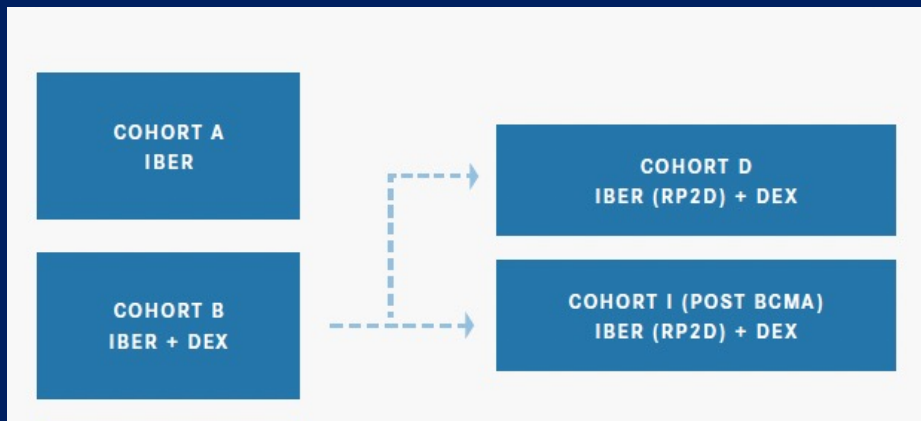 COHORT A
IBER
COHORT B
IBER + DEX
COHORT D
IBER (RP2D) + DEX
COHORT I (POST BCMA)
IBER (RP2D) + DEX